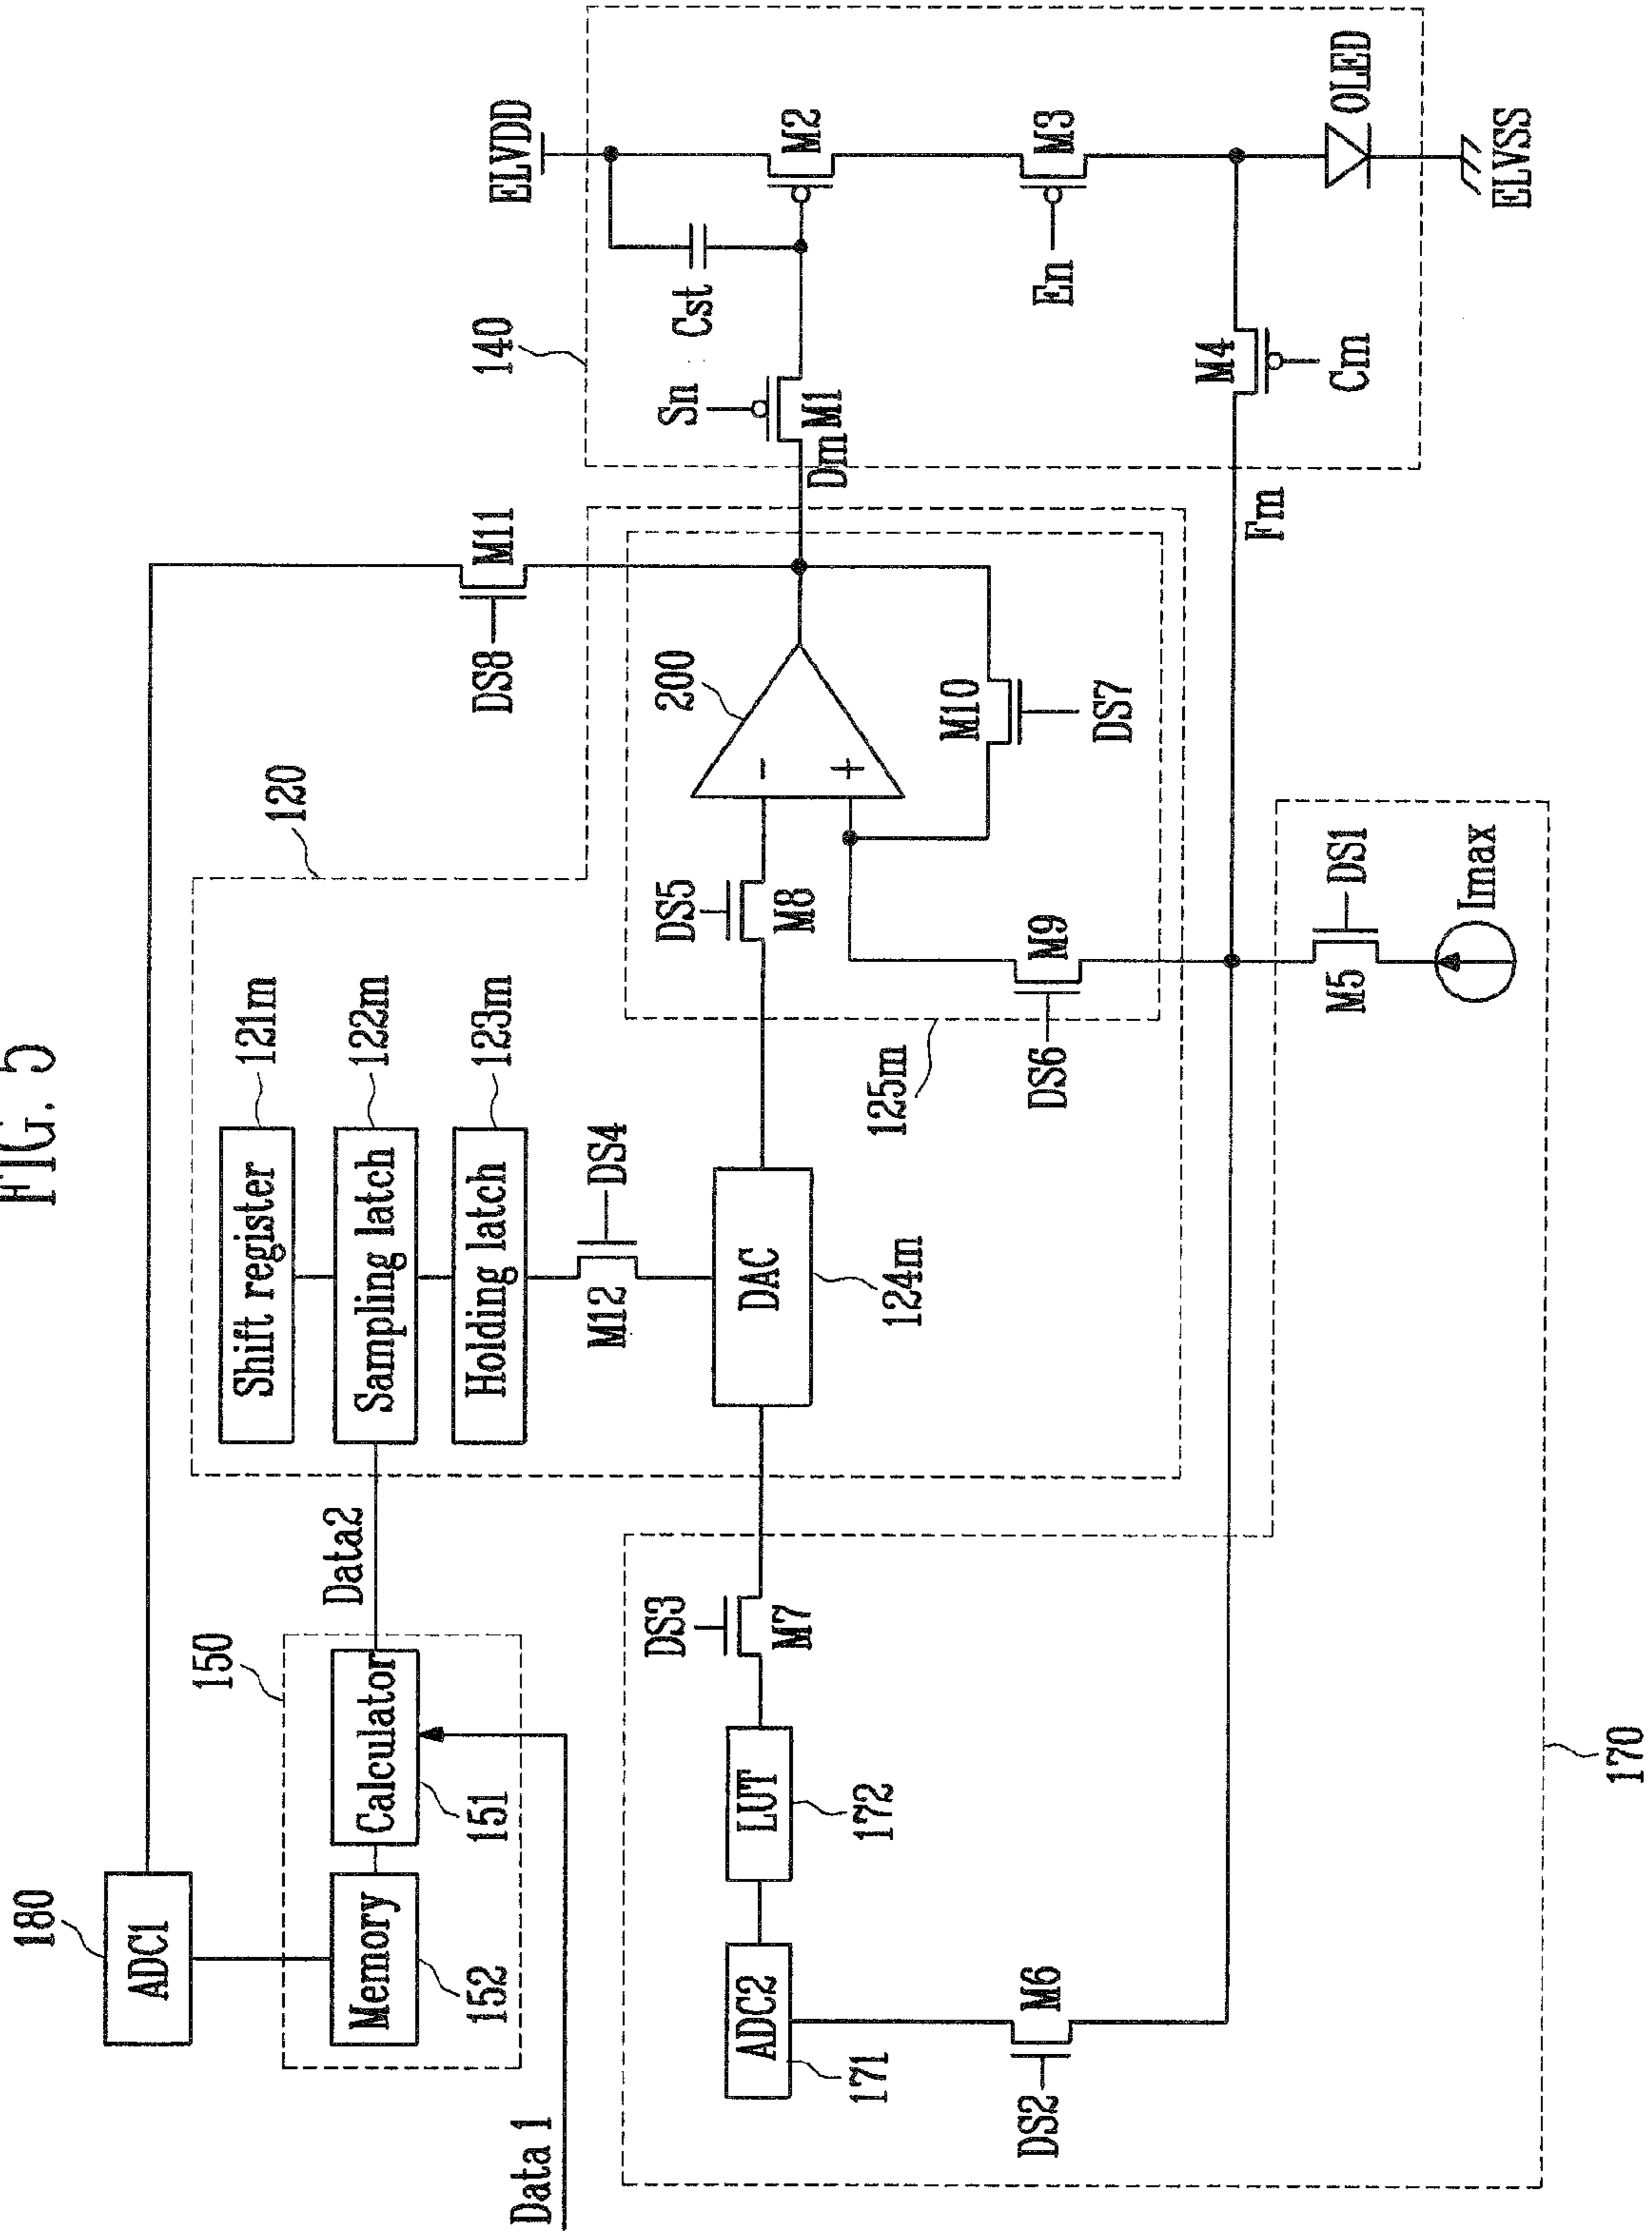 FIG. 5
180
ADC1
150
Memory
152
Calculator
151
Data1
Data2
120
Shift register
121m
Sampling latch
122m
Holding latch
123m
M12
DS4
DAC
124m
DS8
M11
DS5
M8
200
-
+
M10
DS7
M9
DS6
125m
140
ELVDD
Cst
Sn
M1
Dm
M2
M3
En
M4
Cm
OLED
ELVSS
Fm
DS3
M7
LUT
172
ADC2
171
DS2
M6
DS1
M5
Imax
170